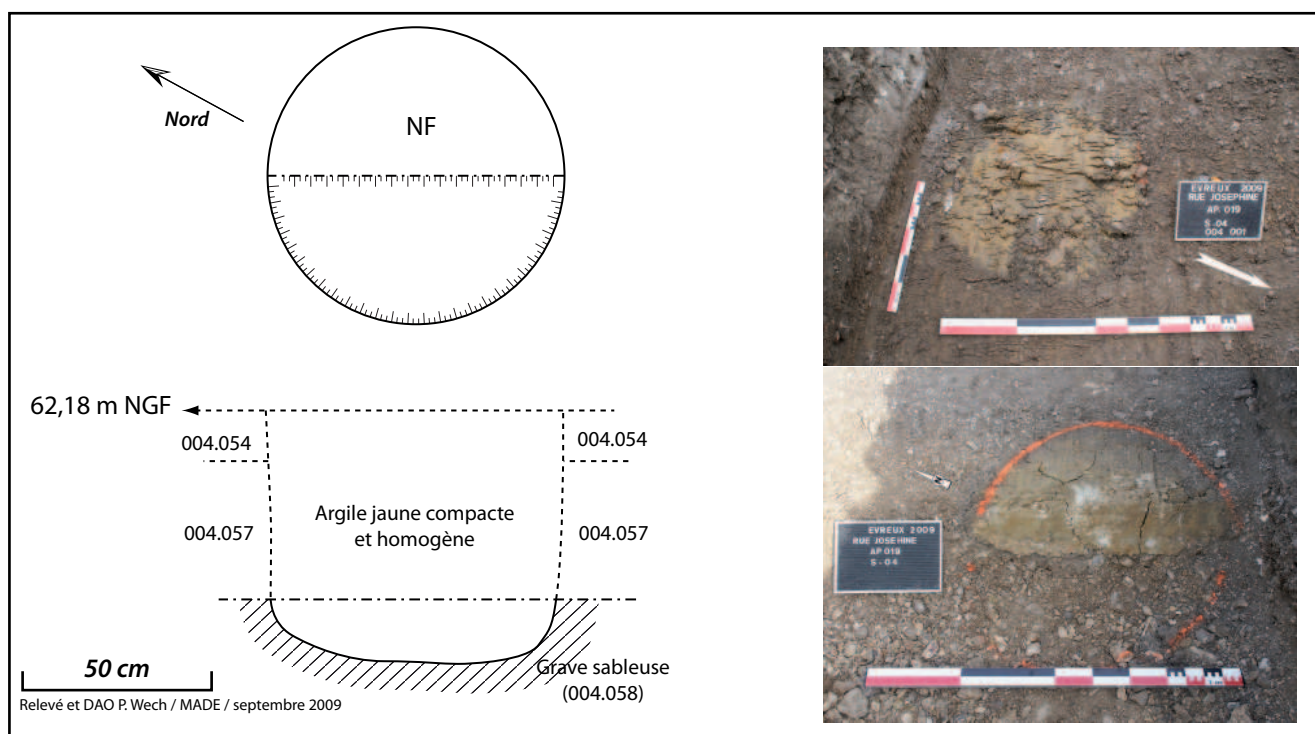 Nord
NF
62,18 m NGF
004.054
004.054
004.057
Argile jaune compacte
et homogène
004.057
50 cm
Grave sableuse
(004.058)
Relevé et DAO P. Wech / MADE / septembre 2009
EVREUX 2009
RUE JOSEPHINE
AP 019
S-04
004 001
EVREUX 2009
RUE JOSEHINE
AP 019
S-04